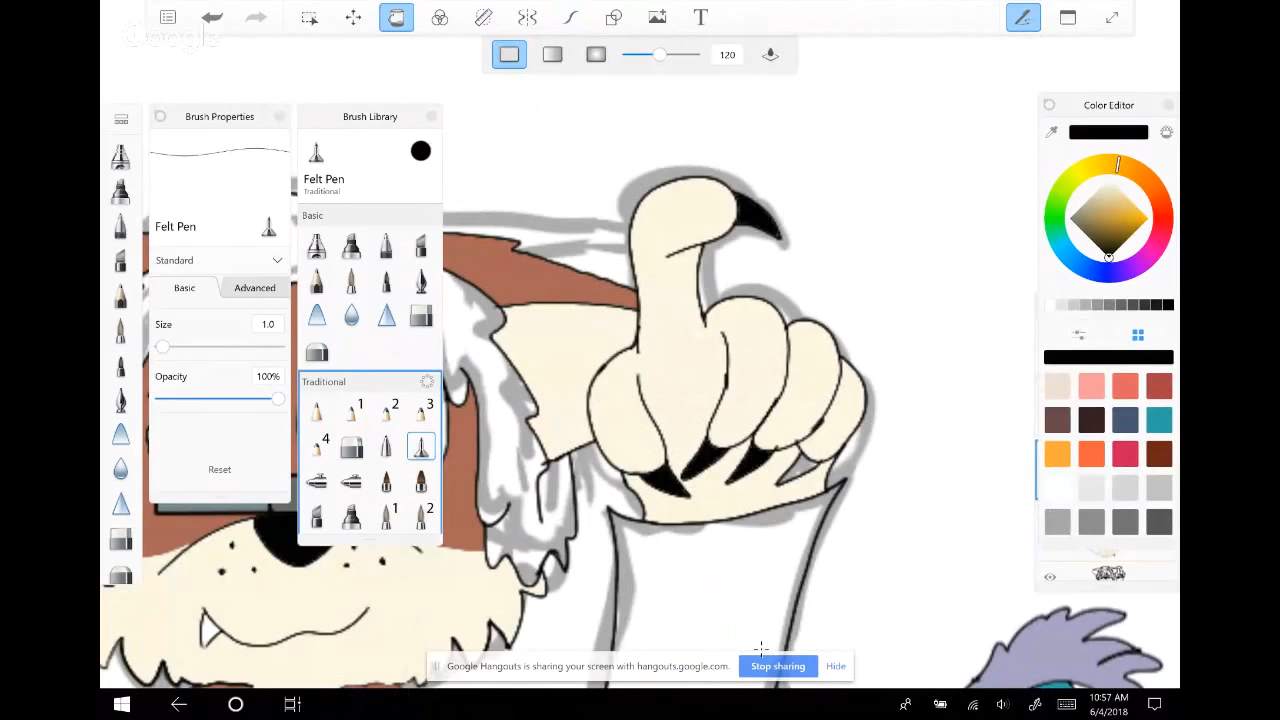 Google
T
120
Brush Properties
Brush Library
Color Editor
Felt Pen
Traditional
Basic
Felt Pen
Standard
Basic
Advanced
Size
1.0
Opacity
100%
Reset
Traditional
1
2
3
4
1
2
Google Hangouts is sharing your screen with hangouts.google.com.
Stop sharing
Hide
10:57 AM
6/4/2018